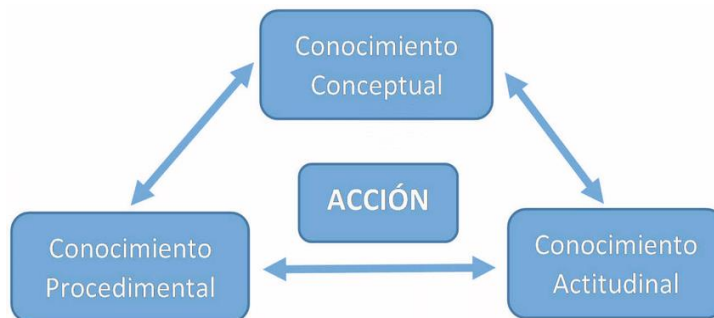 Conocimiento
Conceptual
ACCIÓN
Conocimiento
Procedimental
Conocimiento
Actitudinal